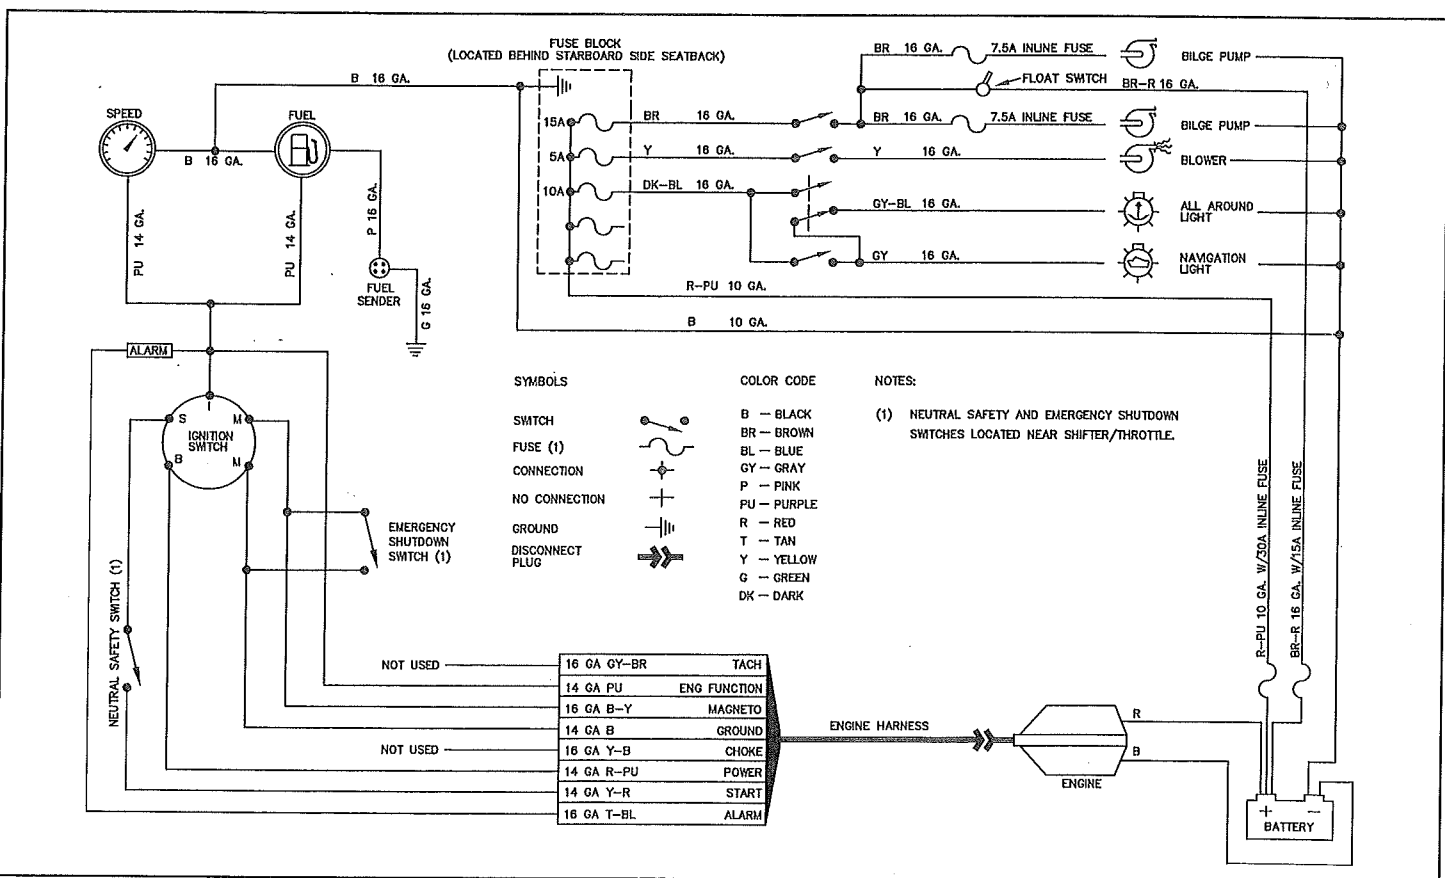 FUSE BLOCK
(LOCATED BEHIND STARBOARD SIDE SEATBACK)
B 16 GA.
SPEED
FUEL
B 16 GA.
PU 14 GA.
PU 14 GA.
P 16 GA.
FUEL
SENDER
G 16 GA.
15A
5A
10A
BR 16 GA.
Y 16 GA.
DK-BL 16 GA.
BR 16 GA. 7.5A INLINE FUSE
BILGE PUMP
FLOAT SWITCH
BR-R 16 GA.
BR 16 GA. 7.5A INLINE FUSE
BILGE PUMP
Y 16 GA.
BLOWER
GY-BL 16 GA.
ALL AROUND
LIGHT
GY 16 GA.
NAVIGATION
LIGHT
R-PU 10 GA.
B 10 GA.
ALARM
I
S
M
IGNITION
SWITCH
B
M
EMERGENCY
SHUTDOWN
SWITCH (1)
NEUTRAL SAFETY SWITCH (1)
SYMBOLS
SWITCH
FUSE (1)
CONNECTION
NO CONNECTION
GROUND
DISCONNECT
PLUG
COLOR CODE
B — BLACK
BR — BROWN
BL — BLUE
GY — GRAY
P — PINK
PU — PURPLE
R — RED
T — TAN
Y — YELLOW
G — GREEN
DK — DARK
NOTES:
(1) NEUTRAL SAFETY AND EMERGENCY SHUTDOWN
SWITCHES LOCATED NEAR SHIFTER/THROTTLE.
R-PU 10 GA. W/30A INLINE FUSE
BR-R 16 GA. W/15A INLINE FUSE
NOT USED
16 GA GY-BR TACH
14 GA PU ENG FUNCTION
16 GA B-Y MAGNETO
14 GA B GROUND
NOT USED
16 GA Y-B CHOKE
14 GA R-PU POWER
14 GA Y-R START
16 GA T-BL ALARM
ENGINE HARNESS
R
B
ENGINE
+ −
BATTERY